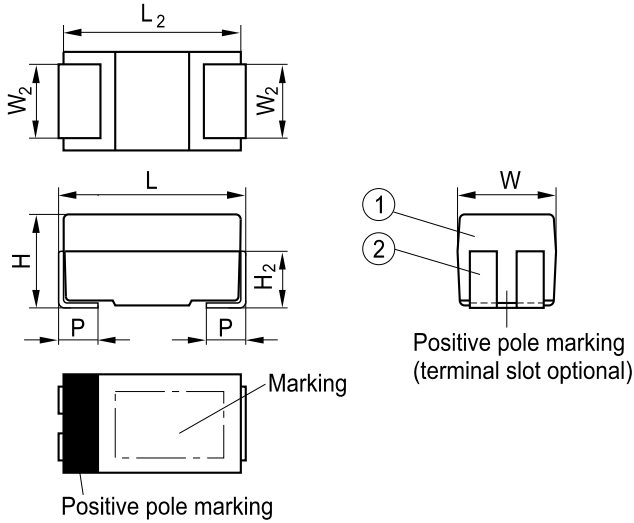 L2
W2
W2
L
W
1
H
H2
2
P
P
Positive pole marking
(terminal slot optional)
Marking
Positive pole marking